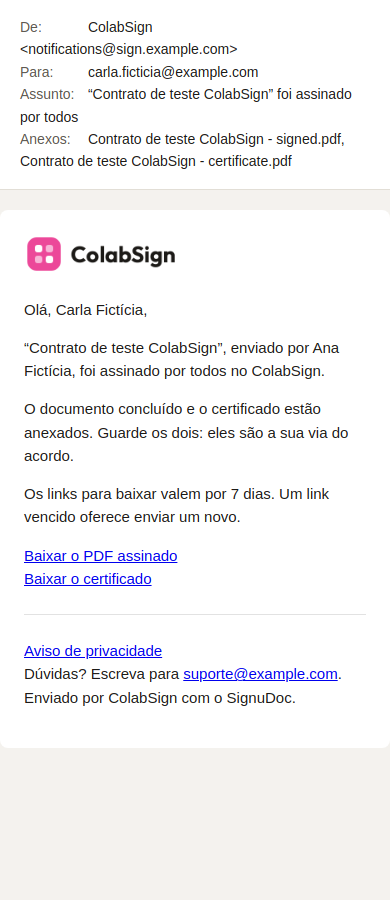 De: ColabSign
<notifications@sign.example.com>
Para: carla.ficticia@example.com
Assunto: “Contrato de teste ColabSign” foi assinado
por todos
Anexos: Contrato de teste ColabSign - signed.pdf,
Contrato de teste ColabSign - certificate.pdf
ColabSign
Olá, Carla Fictícia,
“Contrato de teste ColabSign”, enviado por Ana
Fictícia, foi assinado por todos no ColabSign.
O documento concluído e o certificado estão
anexados. Guarde os dois: eles são a sua via do
acordo.
Os links para baixar valem por 7 dias. Um link
vencido oferece enviar um novo.
Baixar o PDF assinado
Baixar o certificado
Aviso de privacidade
Dúvidas? Escreva para suporte@example.com.
Enviado por ColabSign com o SignuDoc.